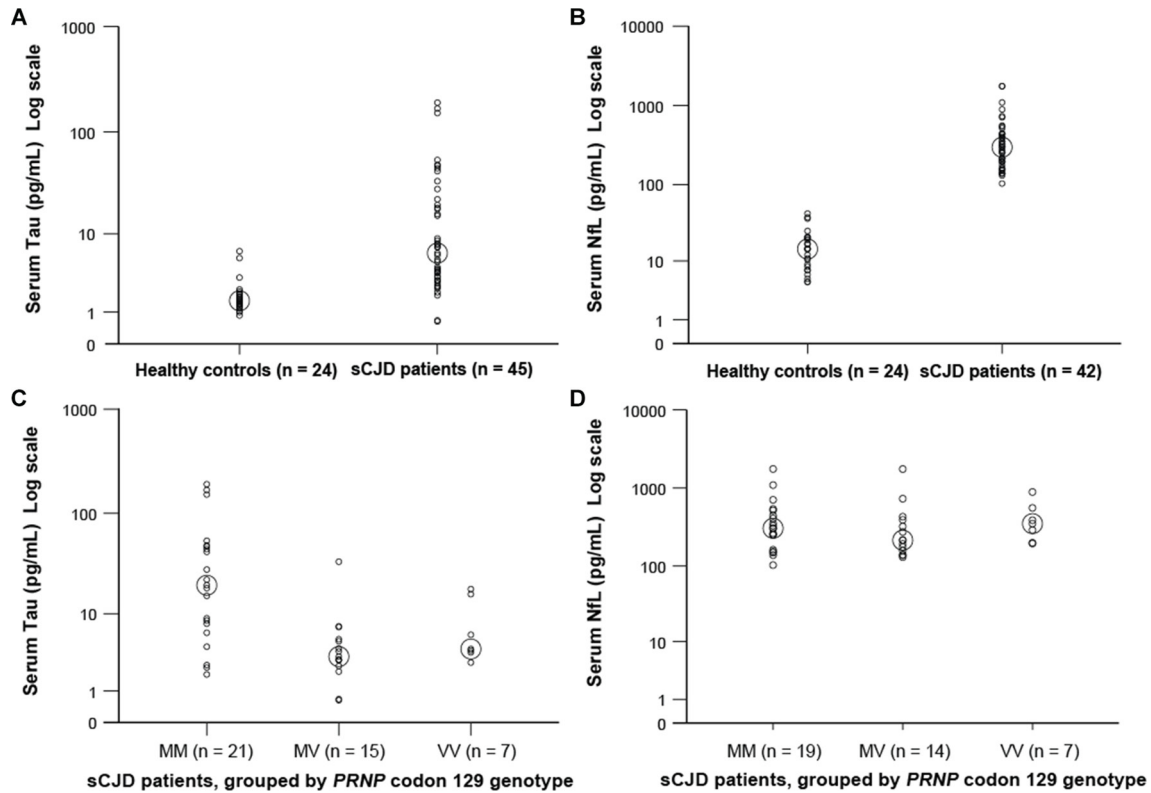 A
Serum Tau (pg/mL) Log scale
1000
100
10
1
0
Healthy controls (n = 24)
sCJD patients (n = 45)
B
Serum NfL (pg/mL) Log scale
10000
1000
100
10
1
0
Healthy controls (n = 24)
sCJD patients (n = 42)
C
Serum Tau (pg/mL) Log scale
1000
100
10
1
0
MM (n = 21)
MV (n = 15)
VV (n = 7)
sCJD patients, grouped by PRNP codon 129 genotype
D
Serum NfL (pg/mL) Log scale
10000
1000
100
10
1
0
MM (n = 19)
MV (n = 14)
VV (n = 7)
sCJD patients, grouped by PRNP codon 129 genotype